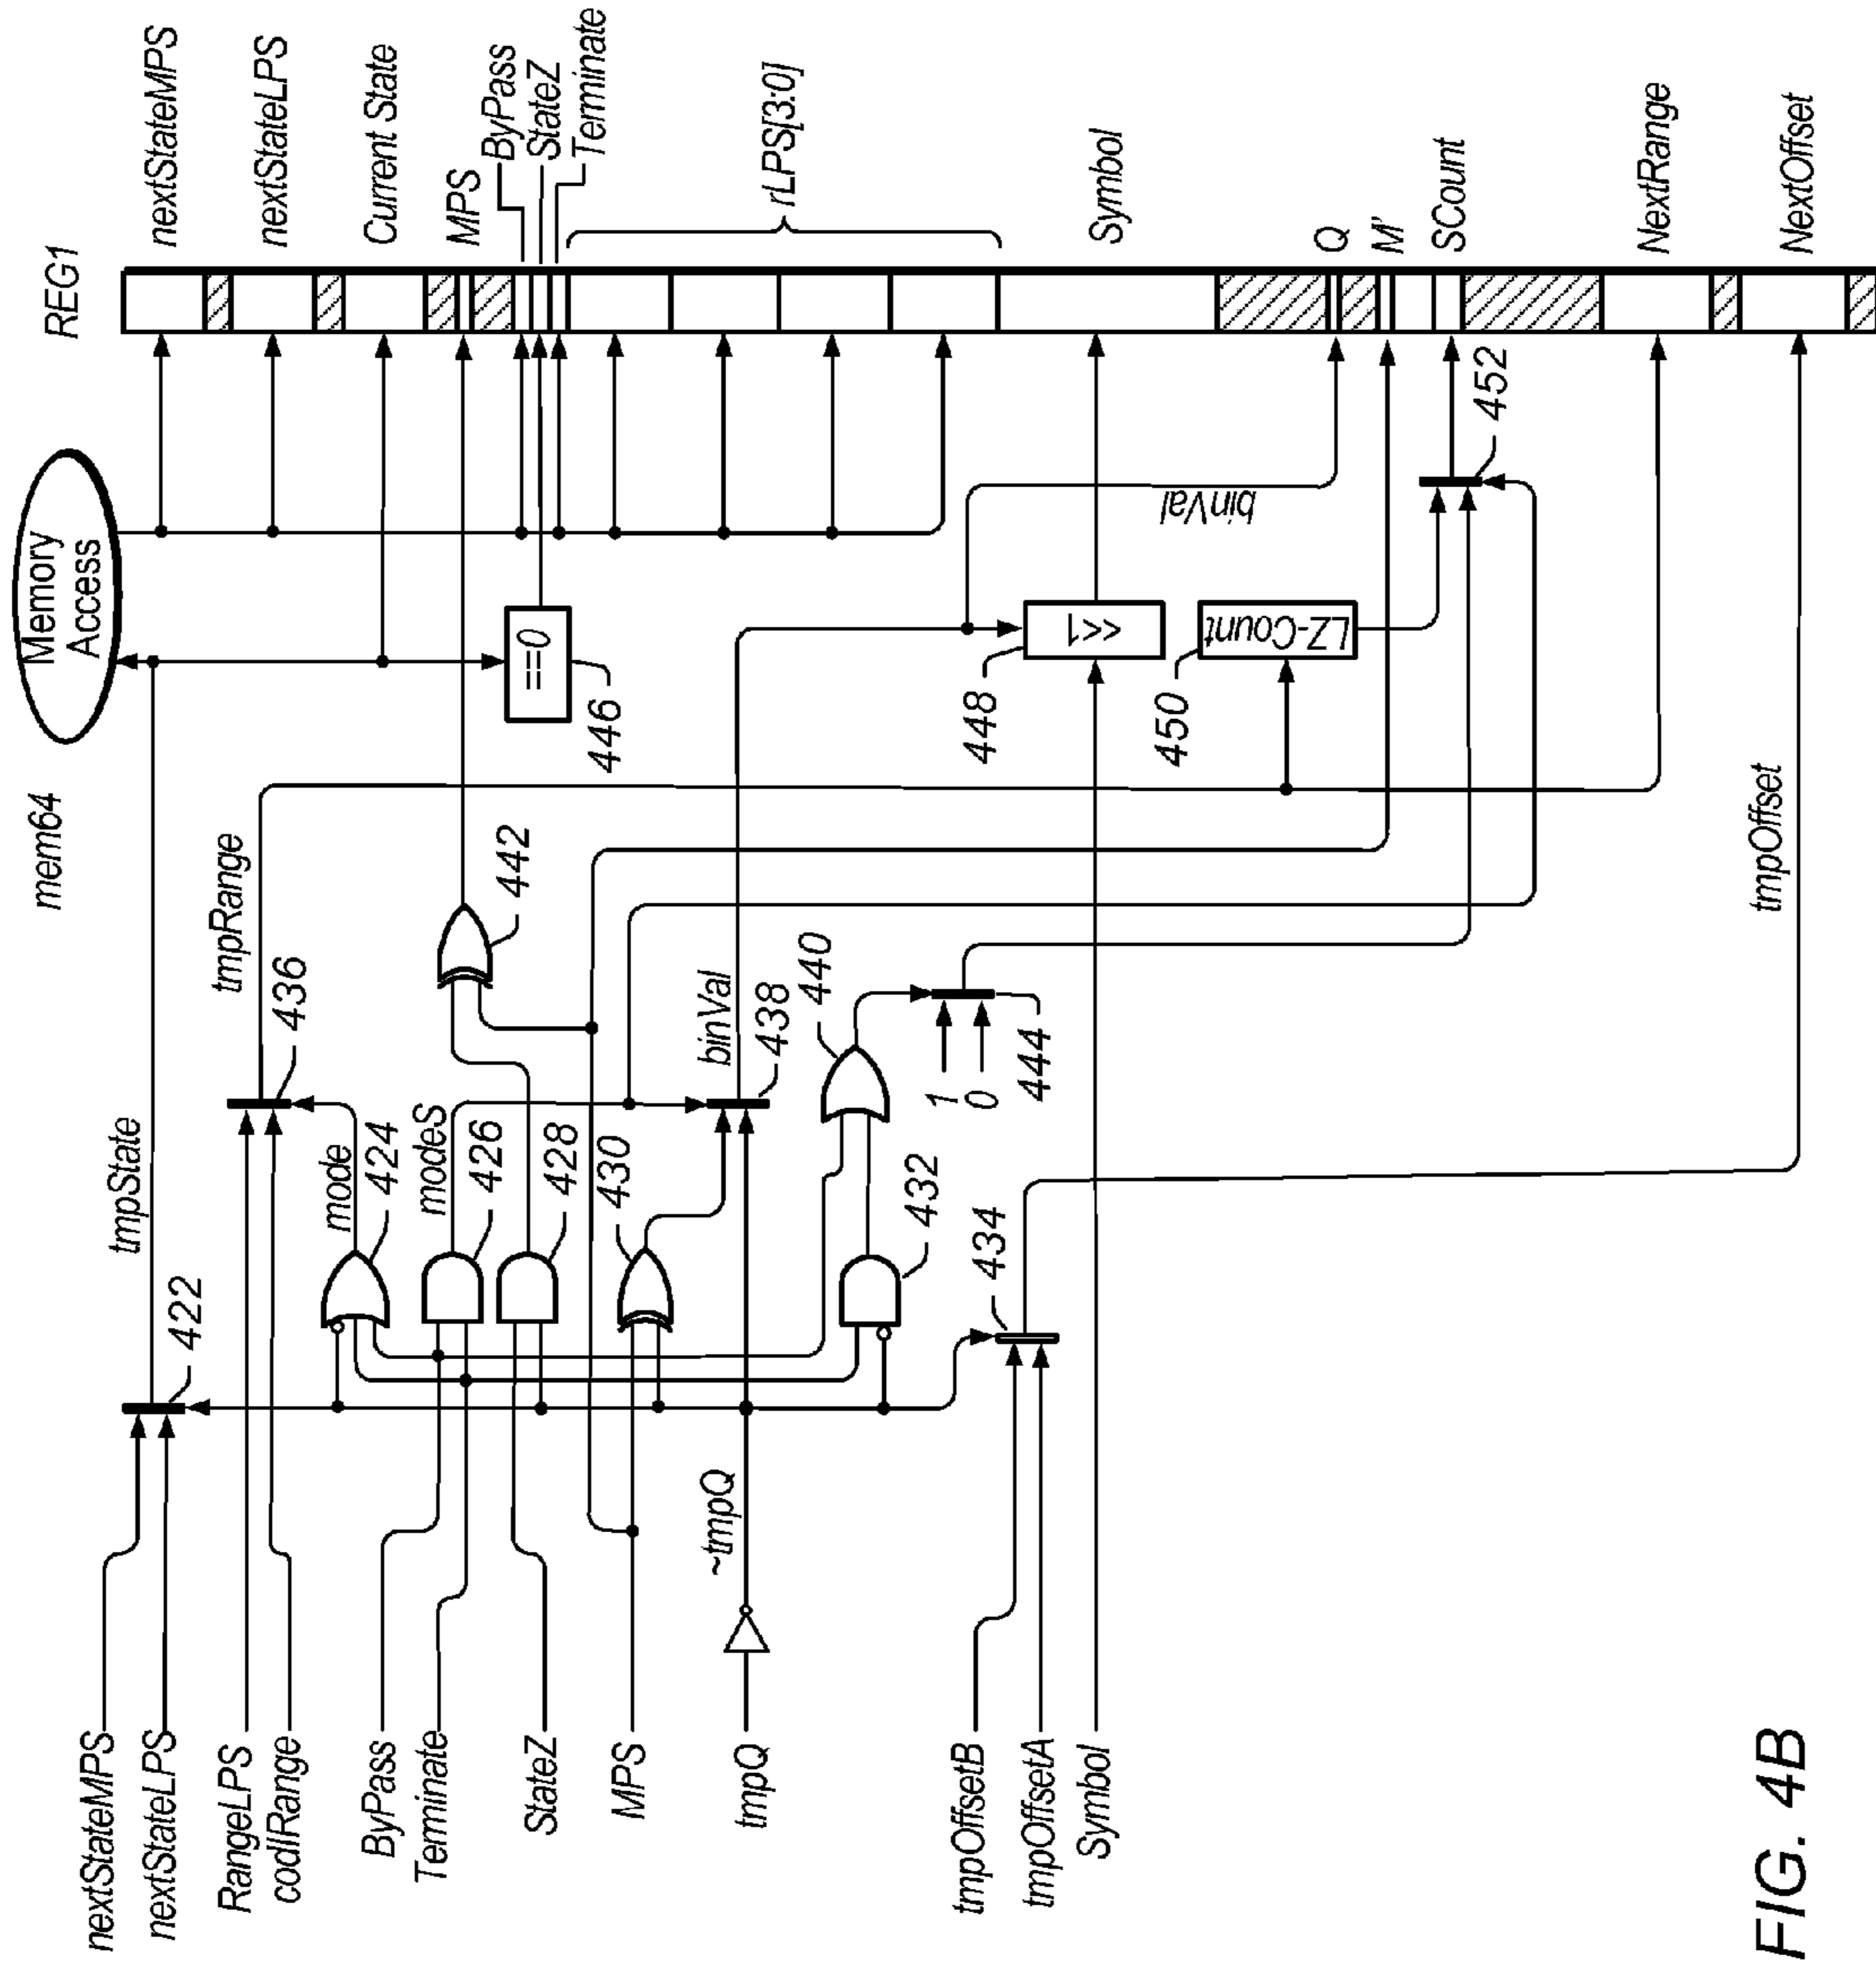 mem64
Memory
Access
REG1
nextStateMPS
nextStateLPS
Current State
MPS
ByPass
StateZ
Terminate
rLPS[3:0]
Symbol
Q
M'
SCount
NextRange
NextOffset
tmpState
422
tmpRange
436
mode
424
modeS
426
428
430
442
==0
446
binVal
438
440
432
1
0
444
434
<<1
448
LZ-Count
450
binVal
452
tmpOffset
nextStateMPS
nextStateLPS
RangeLPS
codIRange
ByPass
Terminate
StateZ
MPS
tmpQ
~tmpQ
tmpOffsetB
tmpOffsetA
Symbol
FIG. 4B